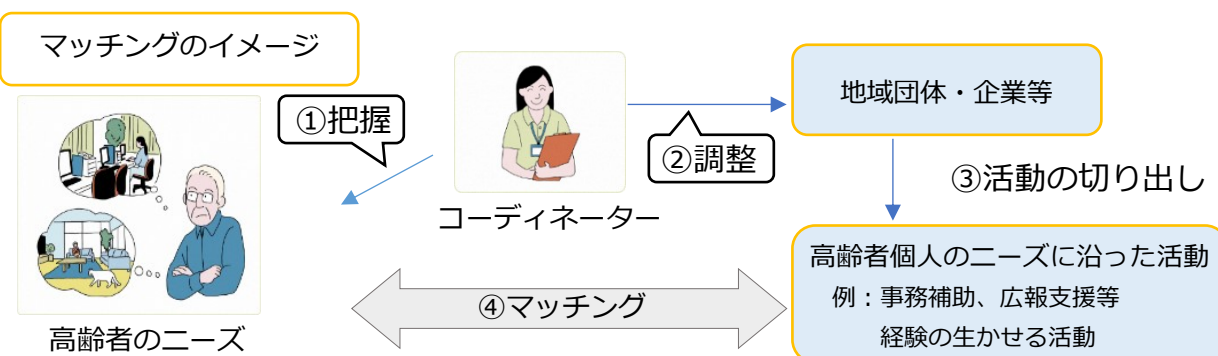 マッチングのイメージ
①把握
②調整
地域団体・企業等
③活動の切り出し
コーディネーター
高齢者個人のニーズに沿った活動
例：事務補助、広報支援等
経験の生かせる活動
④マッチング
高齢者のニーズ